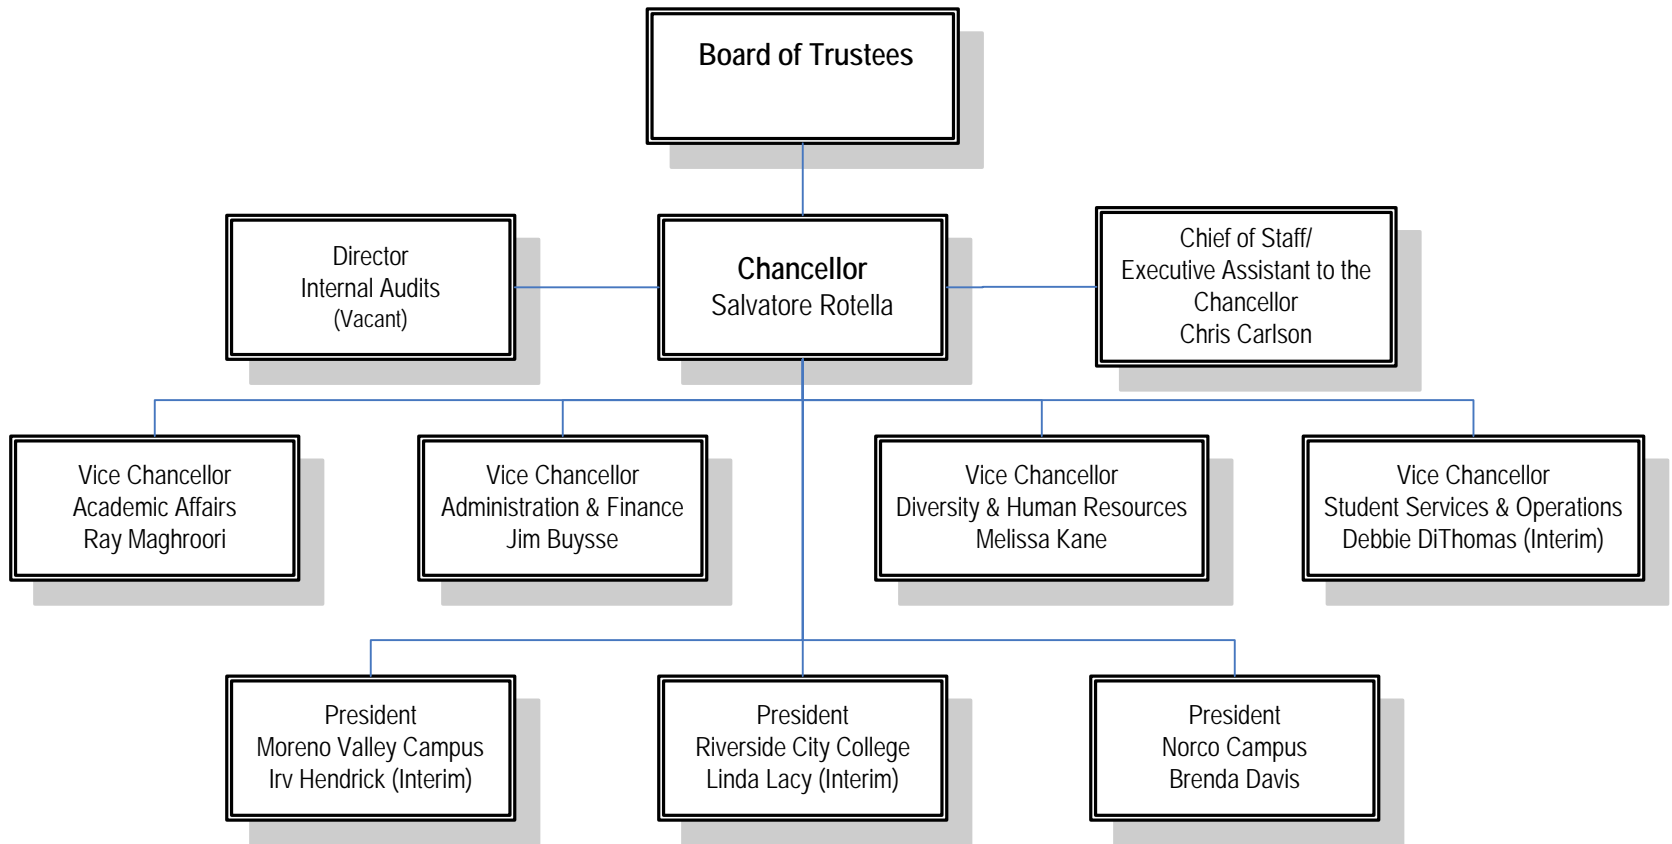 Board of Trustees
Director
Internal Audits
(Vacant)
Chancellor
Salvatore Rotella
Chief of Staff/
Executive Assistant to the
Chancellor
Chris Carlson
Vice Chancellor
Academic Affairs
Ray Maghroori
Vice Chancellor
Administration & Finance
Jim Buysse
Vice Chancellor
Diversity & Human Resources
Melissa Kane
Vice Chancellor
Student Services & Operations
Debbie DiThomas (Interim)
President
Moreno Valley Campus
Irv Hendrick (Interim)
President
Riverside City College
Linda Lacy (Interim)
President
Norco Campus
Brenda Davis